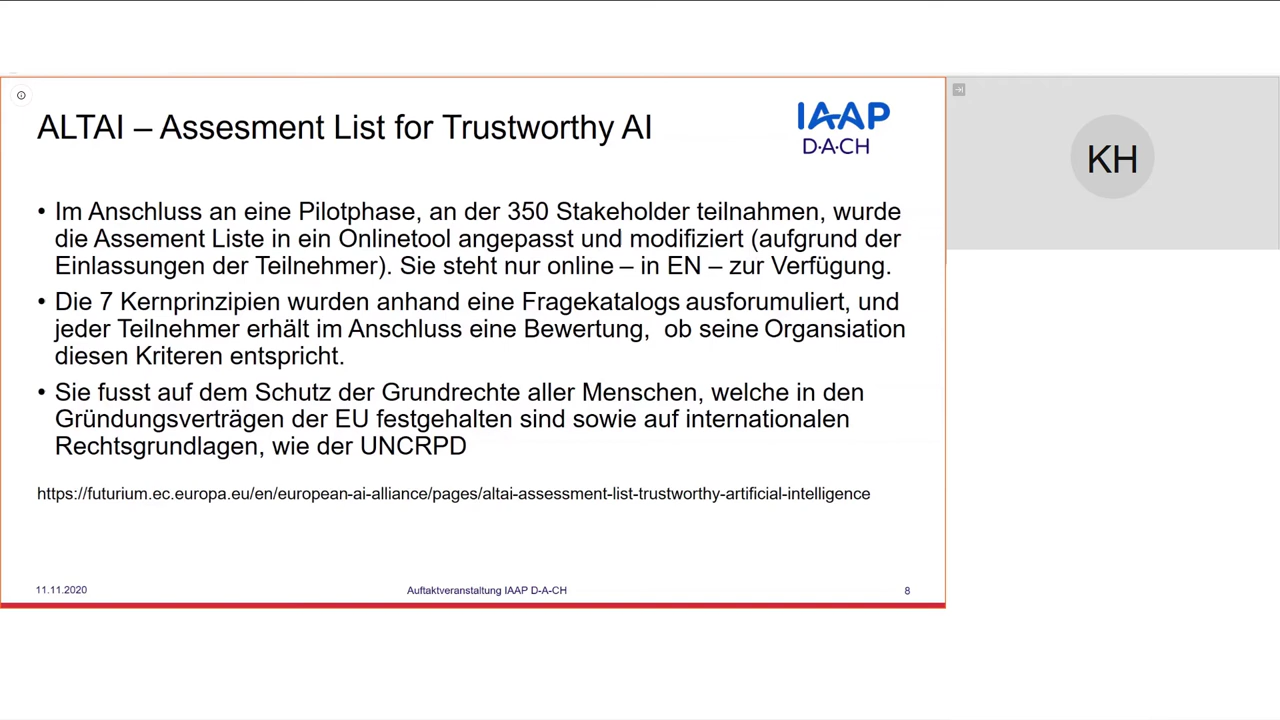 ALTAI – Assesment List for Trustworthy AI
IAAP
D·A·CH
• Im Anschluss an eine Pilotphase, an der 350 Stakeholder teilnahmen, wurde
die Assement Liste in ein Onlinetool angepasst und modifiziert (aufgrund der
Einlassungen der Teilnehmer). Sie steht nur online – in EN – zur Verfügung.
• Die 7 Kernprinzipien wurden anhand eine Fragekatalogs ausforumuliert, und
jeder Teilnehmer erhält im Anschluss eine Bewertung,  ob seine Organsiation
diesen Kriteren entspricht.
• Sie fusst auf dem Schutz der Grundrechte aller Menschen, welche in den
Gründungsverträgen der EU festgehalten sind sowie auf internationalen
Rechtsgrundlagen, wie der UNCRPD
https://futurium.ec.europa.eu/en/european-ai-alliance/pages/altai-assessment-list-trustworthy-artificial-intelligence
11.11.2020
Auftaktveranstaltung IAAP D-A-CH
8
KH